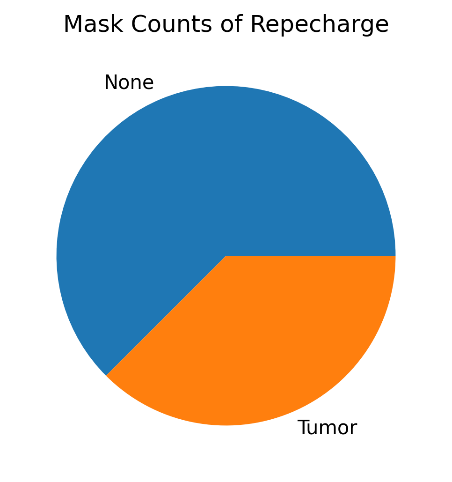 Mask Counts of Repecharge
None
Tumor